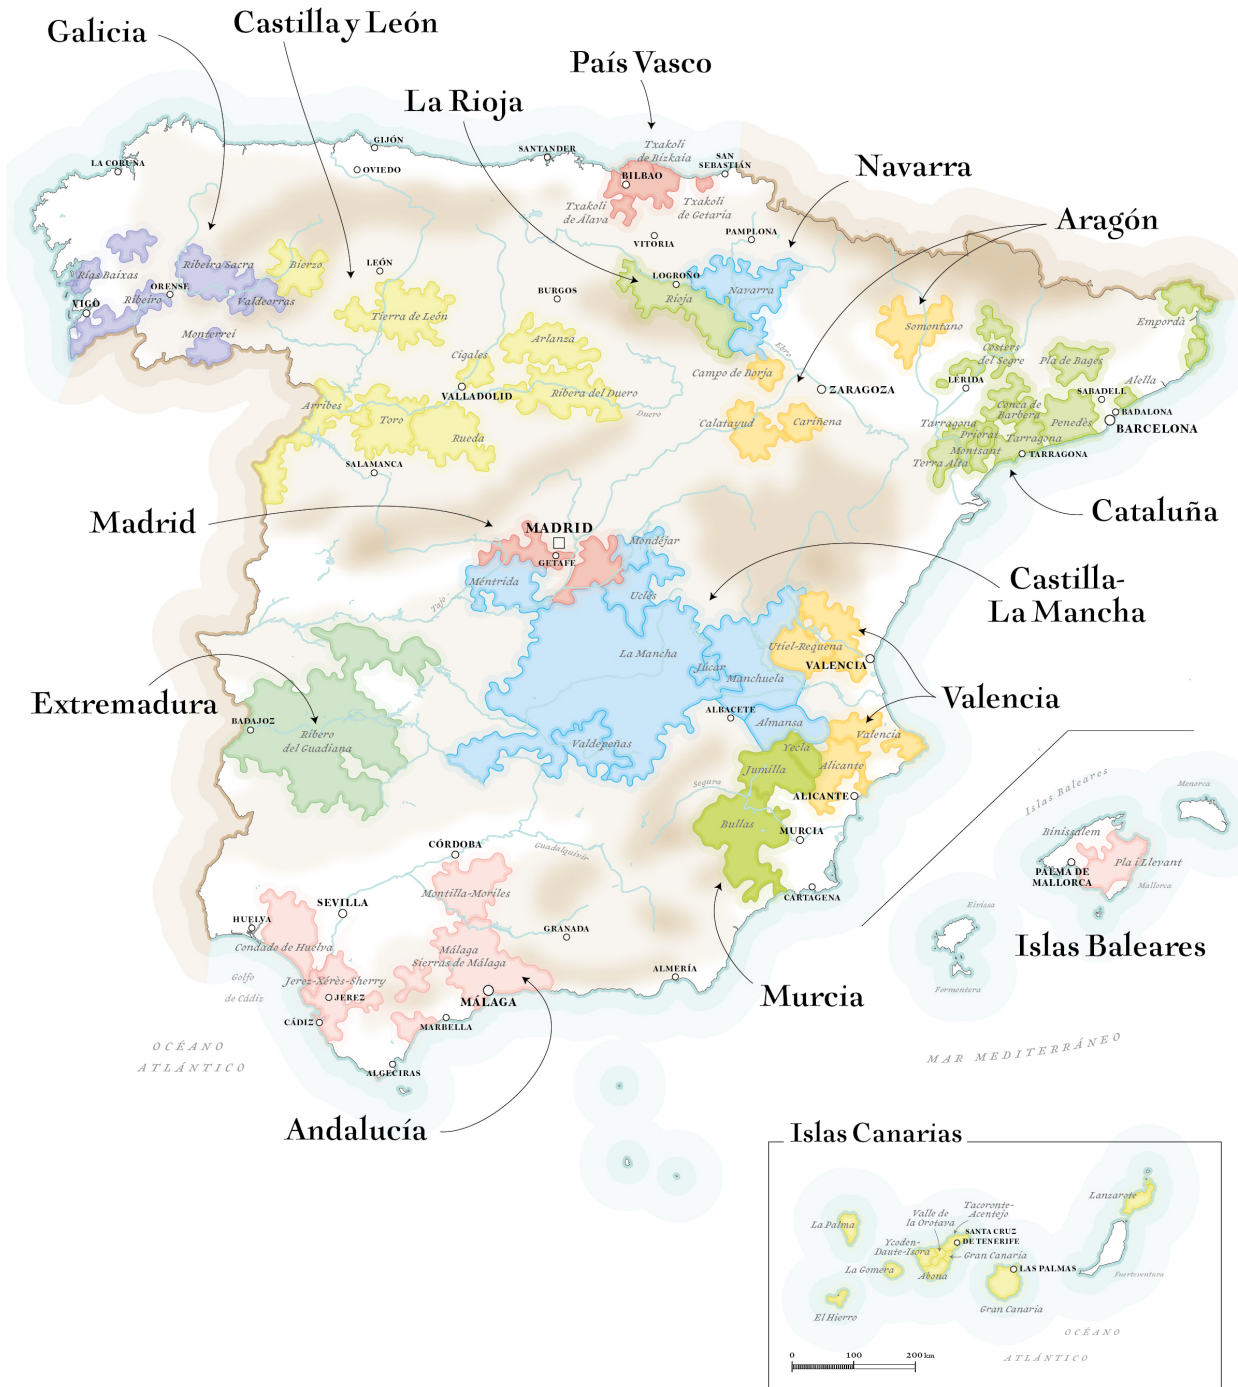 Galicia
Castilla y León
País Vasco
La Rioja
Navarra
Aragón
GIJÓN
OVIEDO
LA CORUÑA
SANTANDER
Txakoli
de Bizkaia
SAN
SEBASTIÁN
BILBAO
Txakoli
de Álava
Txakoli
de Getaria
VITORIA
PAMPLONA
Rías Baixas
Ribeira Sacra
Bierzo
LEÓN
ORENSE
VIGO
Ribeiro
Valdeorras
Monterrei
Tierra de León
BURGOS
LOGROÑO
Rioja
Navarra
Somontano
Empordà
Arlanza
Cigales
Ebro
Costers
del Segre
Pla de Bages
Campo de Borja
ZARAGOZA
LÉRIDA
Alella
SABADELL
BADALONA
BARCELONA
VALLADOLID
Ribera del Duero
Duero
Arribes
Toro
Rueda
Calatayud
Cariñena
Conca de
Barberà
Penedès
Tarragona
Priorat
Tarragona
Montsant
Terra Alta
TARRAGONA
SALAMANCA
Cataluña
Madrid
MADRID
GETAFE
Mondéjar
Méntrida
Uclés
Tajo
Castilla-
La Mancha
La Mancha
Utiel-Requena
VALENCIA
Júcar
Manchuela
Extremadura
BADAJOZ
Ribero
del Guadiana
Valdepeñas
ALBACETE
Almansa
Valencia
Valencia
Yecla
Jumilla
Alicante
Segura
ALICANTE
Bullas
MURCIA
CARTAGENA
CÓRDOBA
Guadalquivir
Montilla-Moriles
SEVILLA
HUELVA
Condado de Huelva
GRANADA
Málaga
Sierras de Málaga
ALMERÍA
Golfo
de Cádiz
Jerez-Xérès-Sherry
JEREZ
CÁDIZ
MÁLAGA
MARBELLA
ALGECIRAS
Murcia
Andalucía
Islas Baleares
Menorca
Binissalem
Pla i Llevant
PALMA DE
MALLORCA
Mallorca
Eivissa
Formentera
Islas Baleares
OCÉANO
ATLÁNTICO
MAR MEDITERRÁNEO
Islas Canarias
Lanzarote
La Palma
Tacoronte-
Acentejo
Valle de
la Orotava
SANTA CRUZ
DE TENERIFE
Ycoden-
Daute-Isora
Gran Canaria
La Gomera
Abona
LAS PALMAS
Fuerteventura
El Hierro
Gran Canaria
OCÉANO
ATLÁNTICO
0 100 200 km